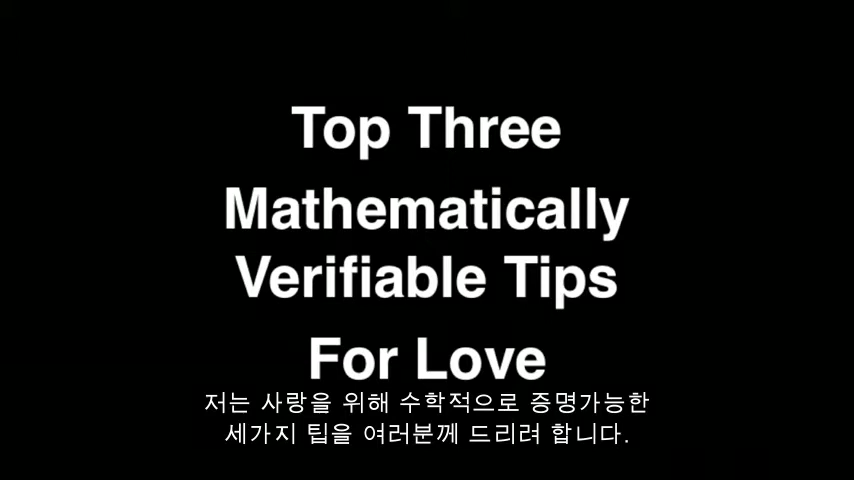 Top Three
Mathematically
Verifiable Tips
For Love
저는 사랑을 위해 수학적으로 증명가능한
세가지 팁을 여러분께 드리려 합니다.